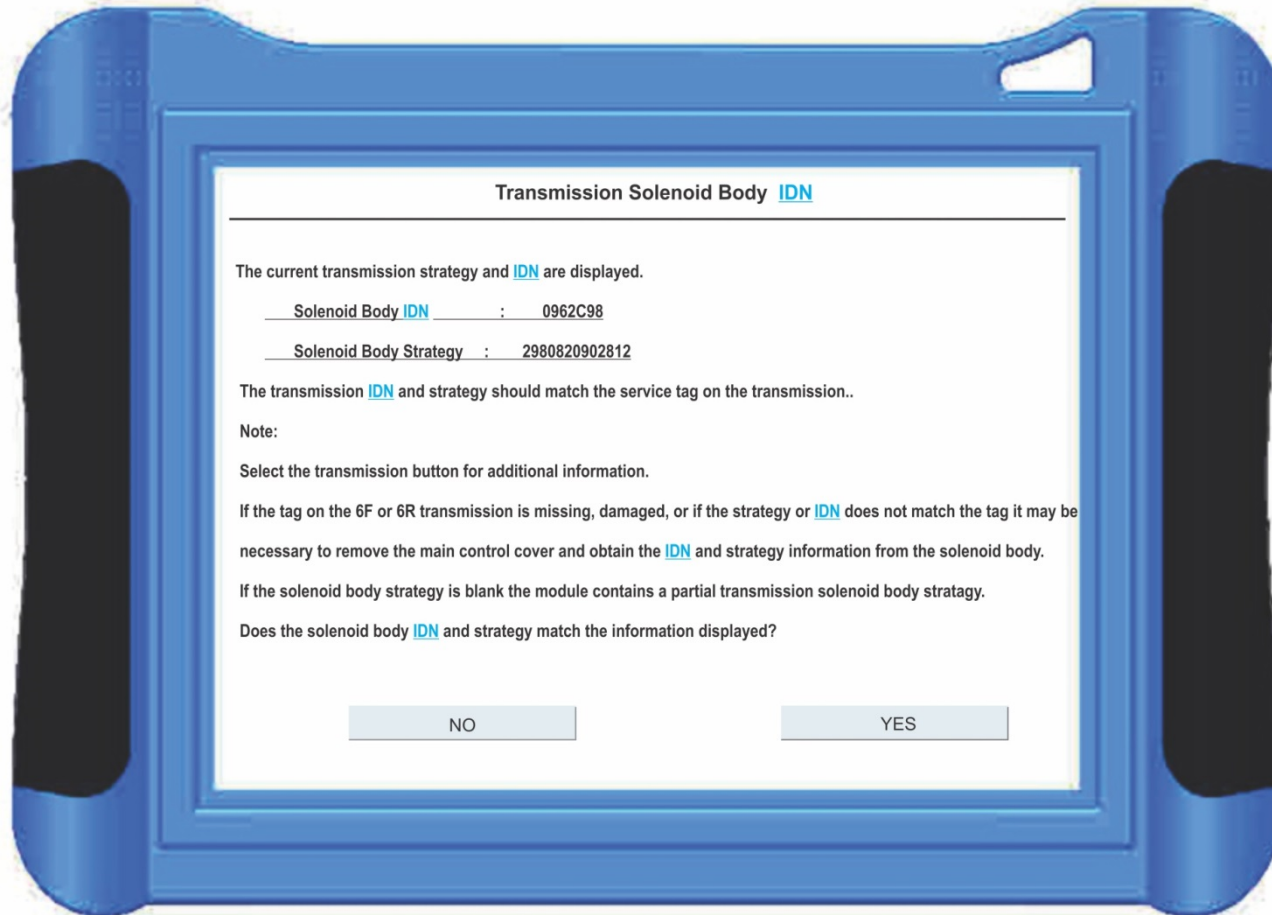 Transmission Solenoid Body IDN
The current transmission strategy and IDN are displayed.
Solenoid Body IDN : 0962C98
Solenoid Body Strategy : 2980820902812
The transmission IDN and strategy should match the service tag on the transmission..
Note:
Select the transmission button for additional information.
If the tag on the 6F or 6R transmission is missing, damaged, or if the strategy or IDN does not match the tag it may be
necessary to remove the main control cover and obtain the IDN and strategy information from the solenoid body.
If the solenoid body strategy is blank the module contains a partial transmission solenoid body stratagy.
Does the solenoid body IDN and strategy match the information displayed?
NO YES